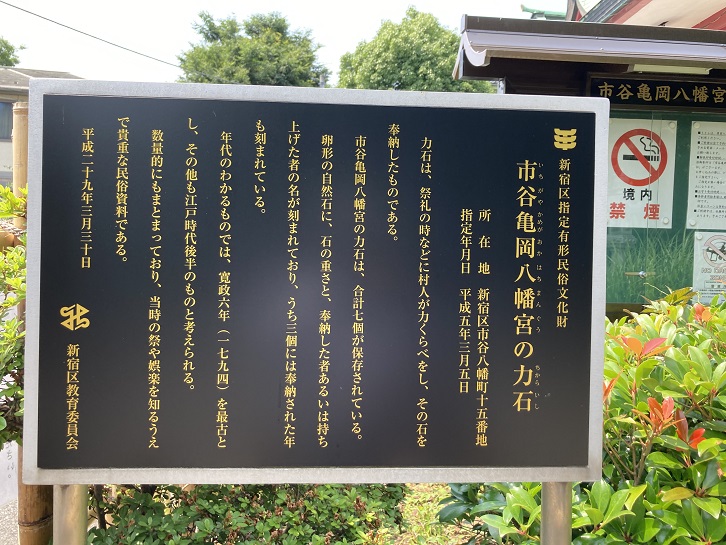 新宿区指定有形民俗文化財
いちがやかめがおかはちまんぐう ちからいし
市谷亀岡八幡宮の力石
所在地 新宿区市谷八幡町十五番地
指定年月日 平成五年三月五日
力石は、祭礼の時などに村人が力くらべをし、その石を
奉納したものである。
市谷亀岡八幡宮の力石は、合計七個が保存されている。
卵形の自然石に、石の重さと、奉納した者あるいは持ち
上げた者の名が刻まれており、うち三個には奉納された年
も刻まれている。
年代のわかるものでは、寛政六年(一七九四)を最古と
し、その他も江戸時代後半のものと考えられる。
数量的にもまとまっており、当時の祭や娯楽を知るうえ
で貴重な民俗資料である。
平成二十九年三月三十日
新宿区教育委員会
市谷亀岡八幡宮
境内
禁煙